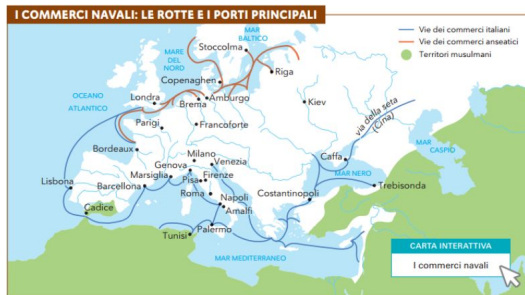 I COMMERCI NAVALI: LE ROTTE E I PORTI PRINCIPALI
Vie dei commerci italiani
Vie dei commerci anseatici
Territori musulmani
MAR
BALTICO
Stoccolma
MARE
DEL
NORD
Riga
Copenaghen
OCEANO
ATLANTICO
Londra
Brema
Amburgo
Kiev
Parigi
Francoforte
via della seta
(Cina)
Bordeaux
Milano
Venezia
Genova
Caffa
MAR
CASPIO
Marsiglia
Pisa
Firenze
MAR NERO
Lisbona
Barcellona
Roma
Napoli
Costantinopoli
Trebisonda
Amalfi
Cadice
Palermo
Tunisi
MAR MEDITERRANEO
CARTA INTERATTIVA
I commerci navali